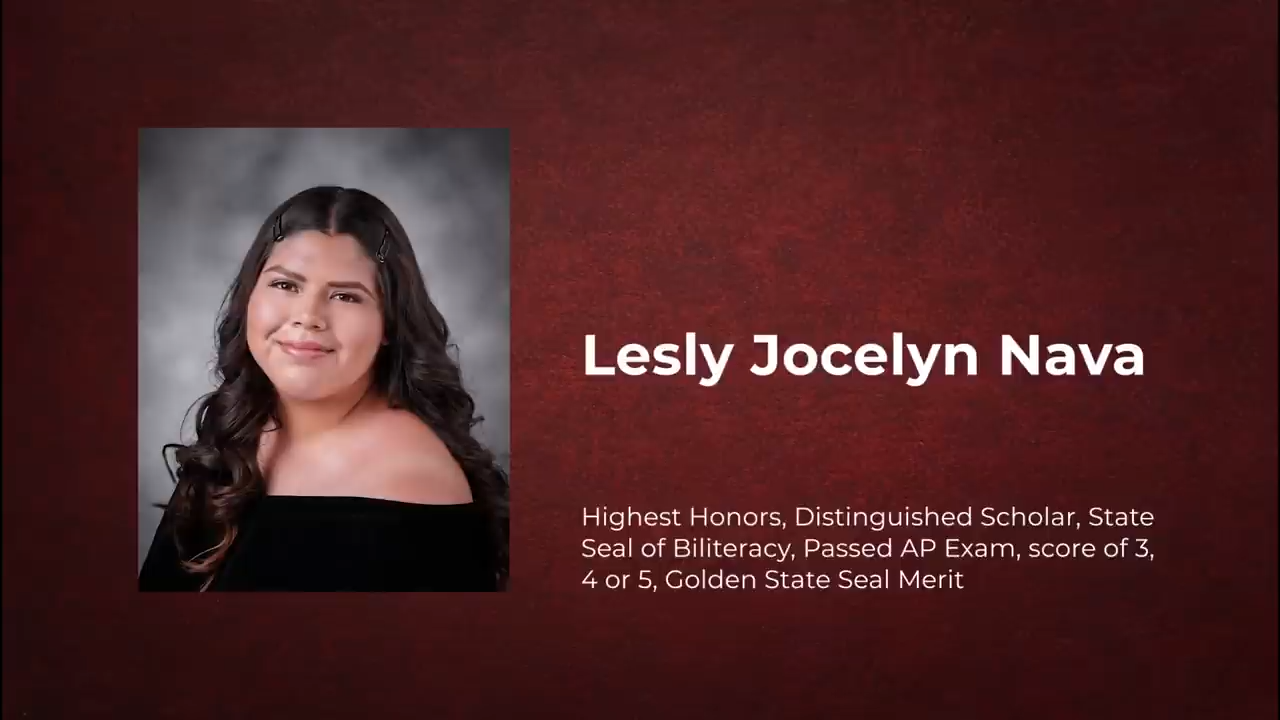 Lesly Jocelyn Nava
Highest Honors, Distinguished Scholar, State
Seal of Biliteracy, Passed AP Exam, score of 3,
4 or 5, Golden State Seal Merit